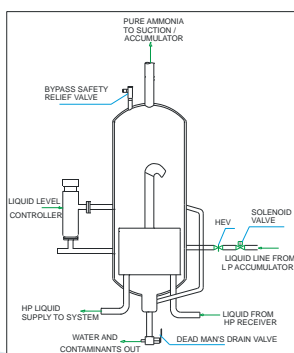 PURE AMMONIA
TO SUCTION /
ACCUMULATOR
BYPASS SAFETY
RELIEF VALVE
LIQUID LEVEL
CONTROLLER
SOLENOID
VALVE
HEV
LIQUID LINE FROM
L P ACCUMULATOR
HP LIQUID
SUPPLY TO SYSTEM
LIQUID FROM
HP RECEIVER
WATER AND
CONTAMINANTS OUT
DEAD MAN'S DRAIN VALVE